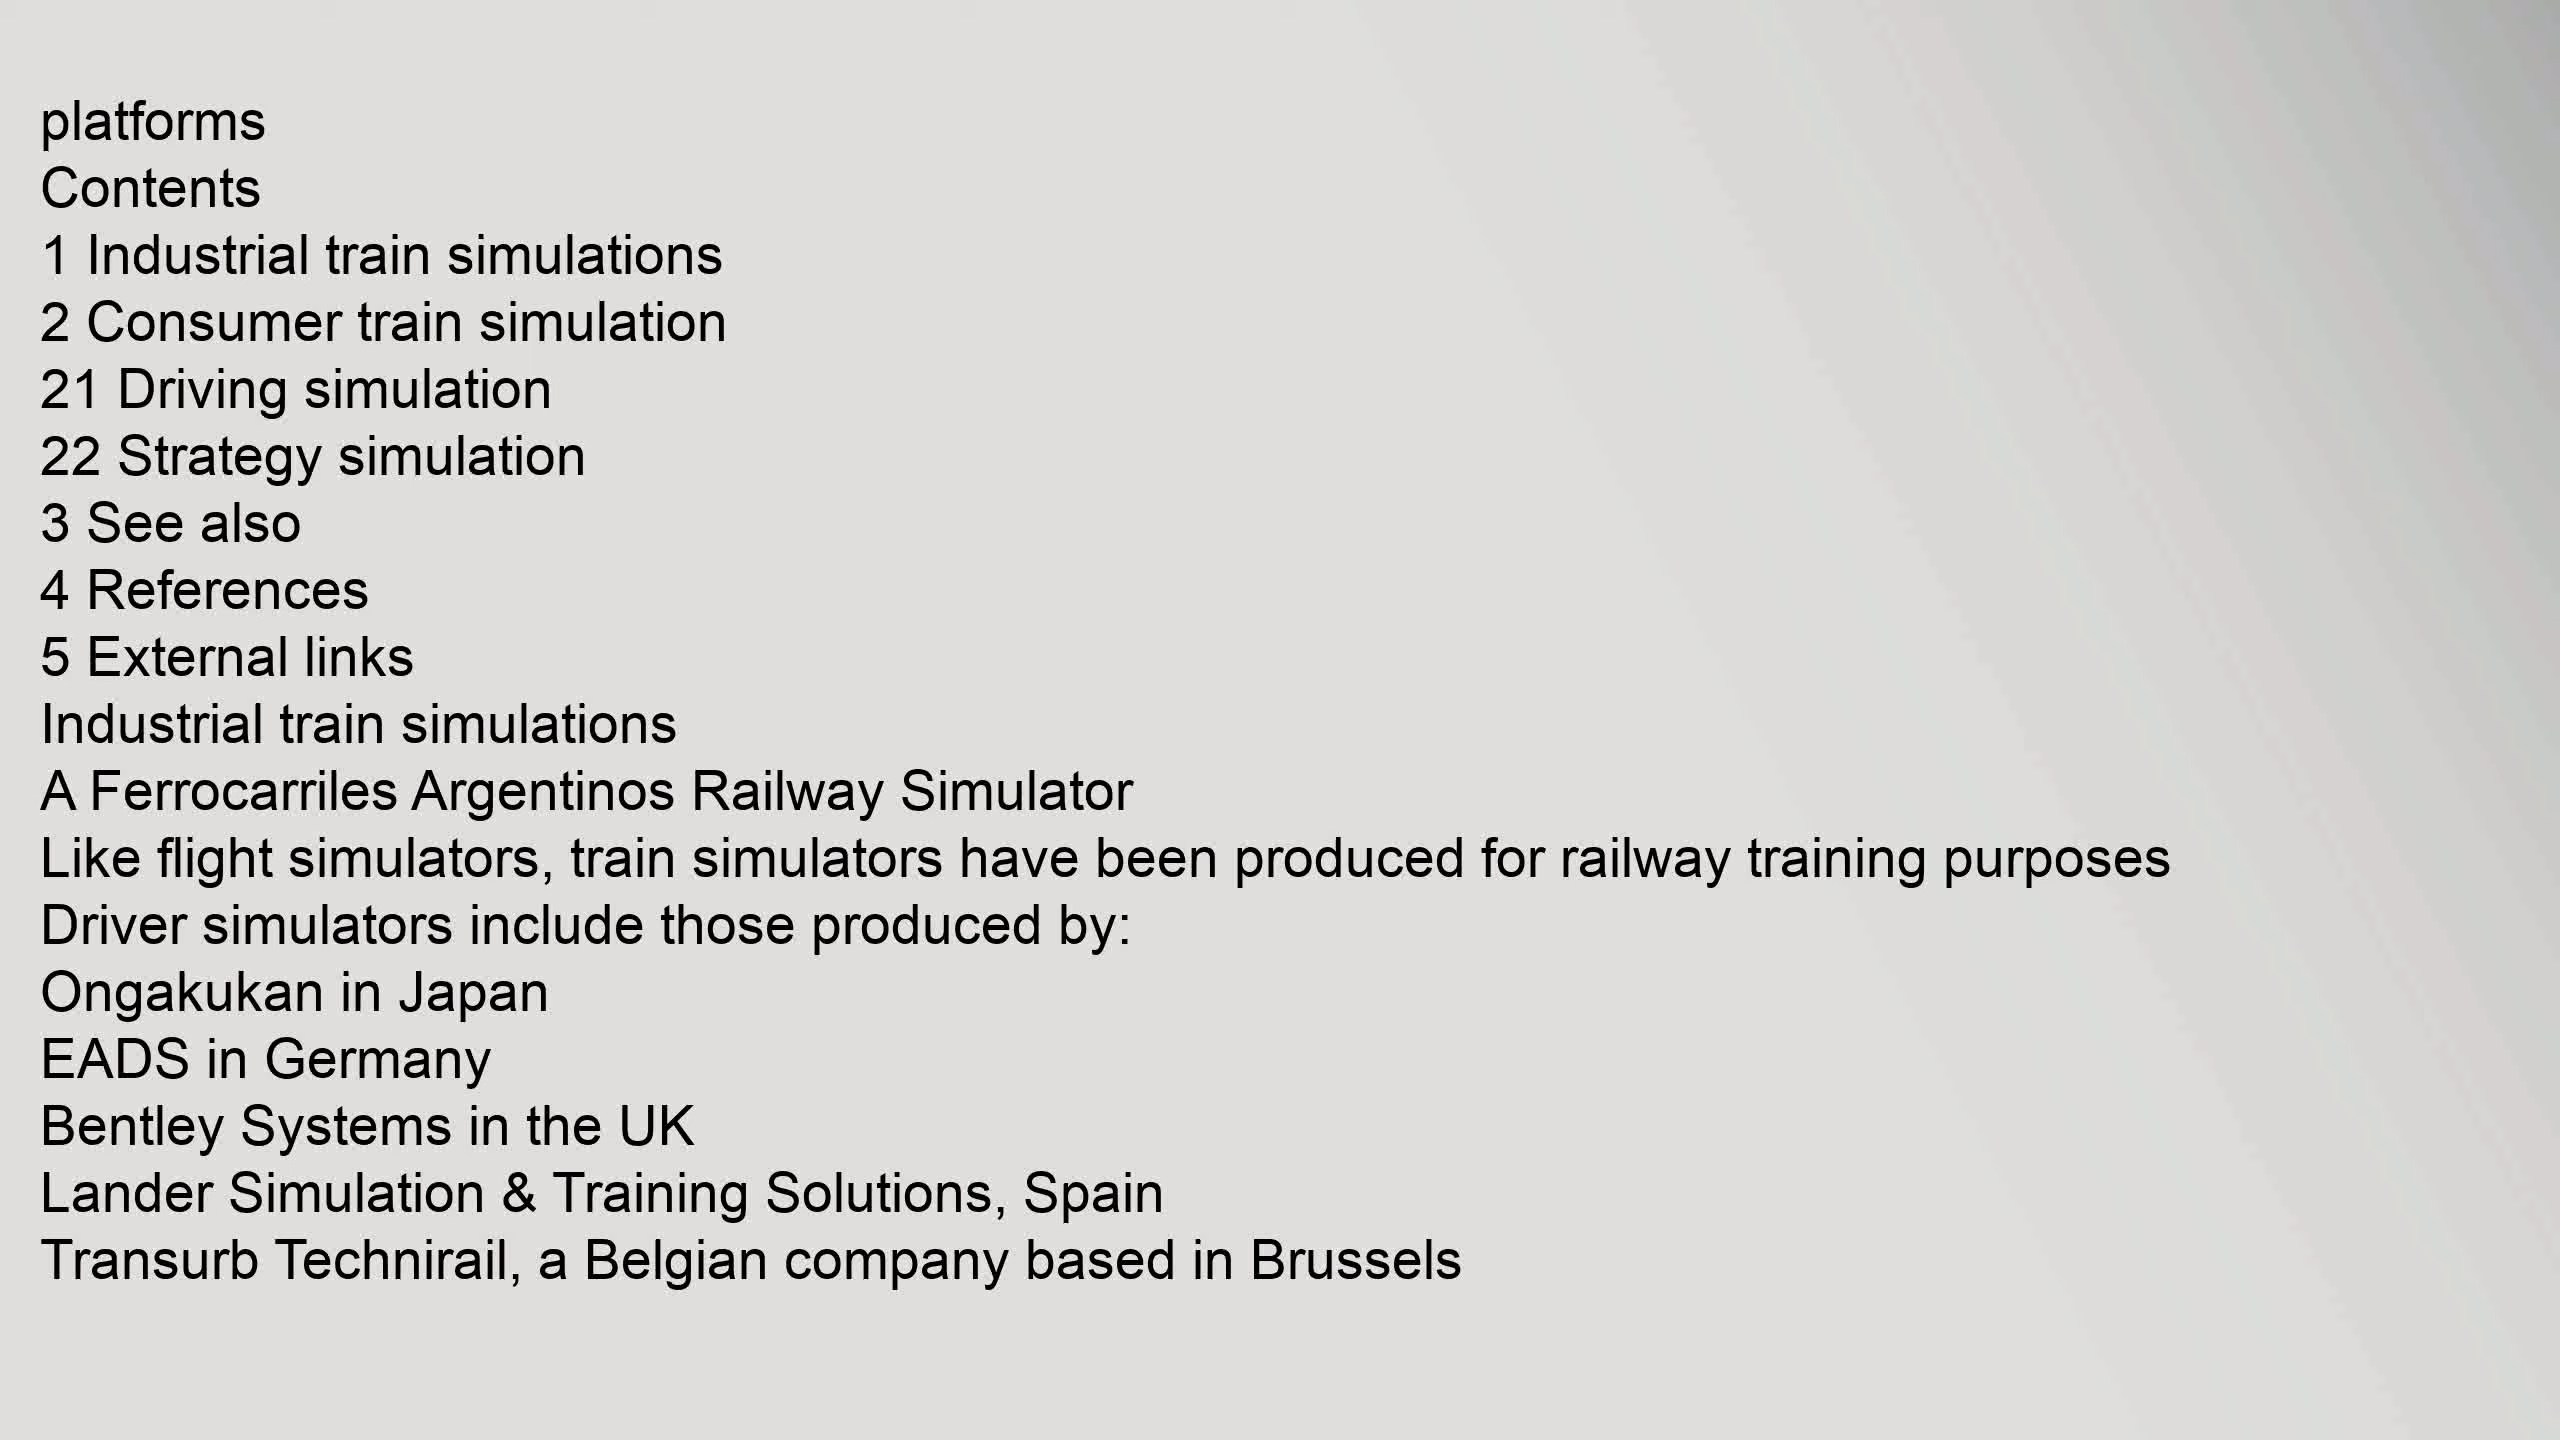 platforms
Contents
1 Industrial train simulations
2 Consumer train simulation
21 Driving simulation
22 Strategy simulation
3 See also
4 References
5 External links
Industrial train simulations
A Ferrocarriles Argentinos Railway Simulator
Like flight simulators, train simulators have been produced for railway training purposes
Driver simulators include those produced by:
Ongakukan in Japan
EADS in Germany
Bentley Systems in the UK
Lander Simulation & Training Solutions, Spain
Transurb Technirail, a Belgian company based in Brussels